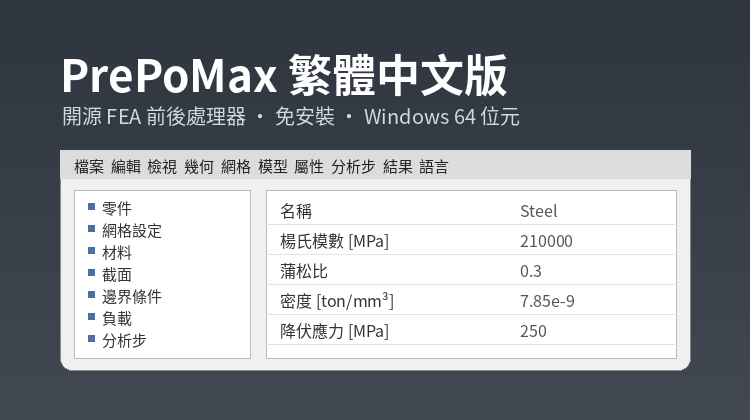 PrePoMax 繁體中文版
開源 FEA 前後處理器 · 免安裝 · Windows 64 位元
檔案 編輯 檢視 幾何 網格 模型 屬性 分析步 結果 語言
零件
網格設定
材料
截面
邊界條件
負載
分析步
名稱 Steel
楊氏模數 [MPa] 210000
蒲松比 0.3
密度 [ton/mm³] 7.85e-9
降伏應力 [MPa] 250